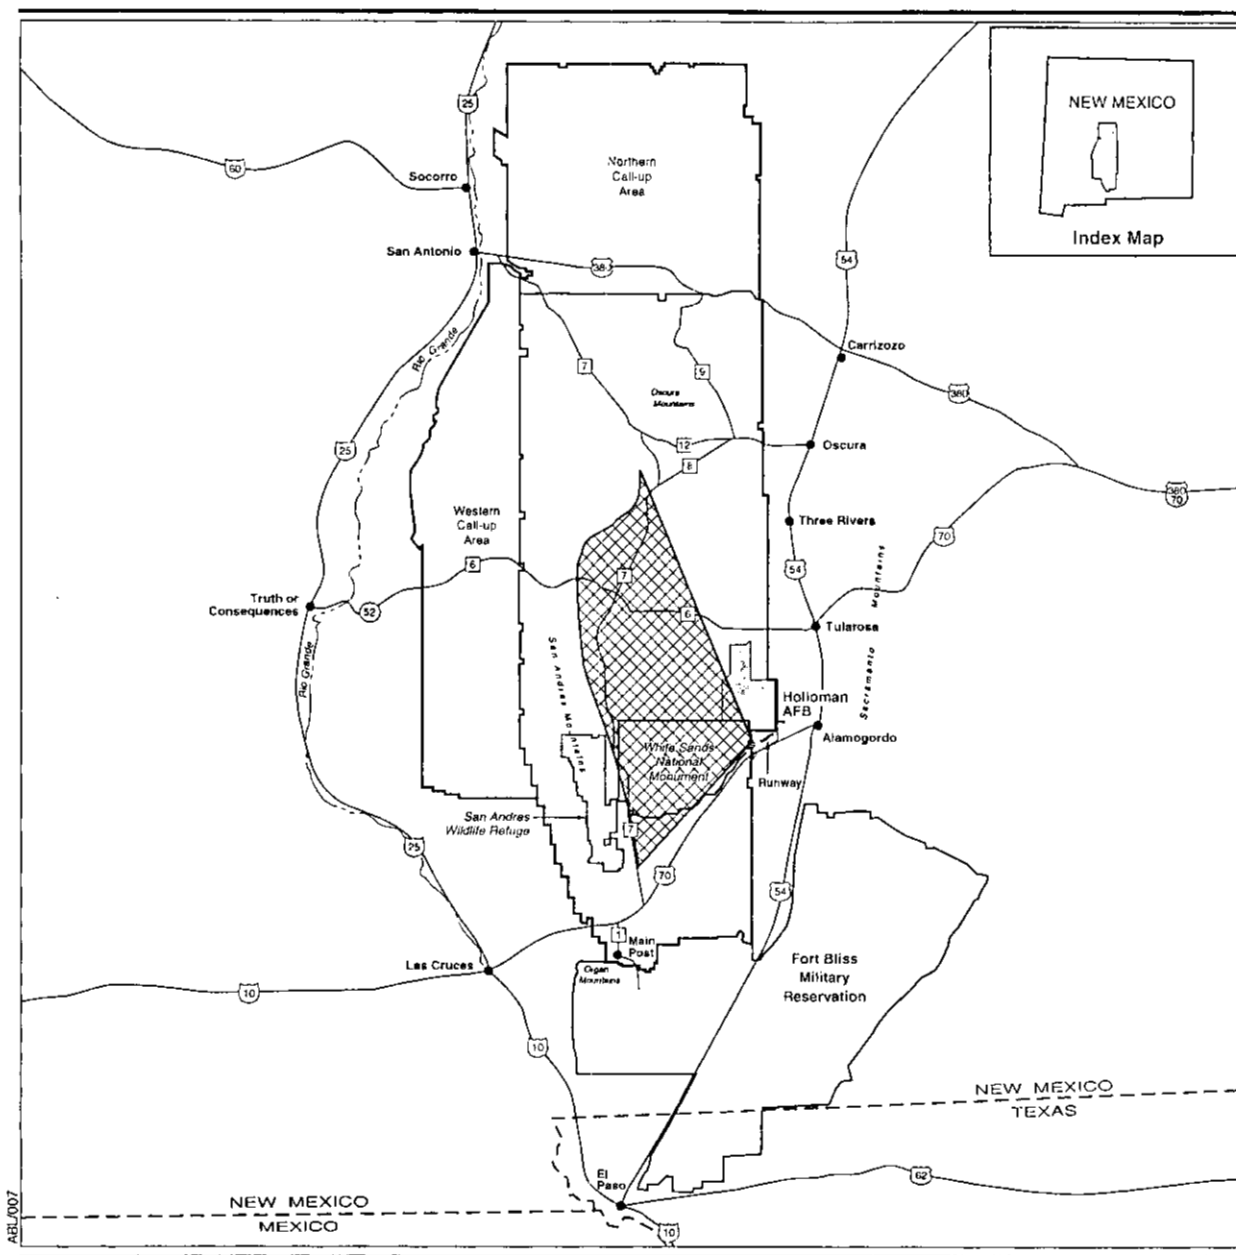 25
NEW MEXICO
Index Map
60
Northern
Call-up
Area
Socorro
San Antonio
380
54
Rio Grande
Carrizozo
7
9
380
Oscura
Mountains
25
12
Oscura
8
380
70
Western
Call-up
Area
Three Rivers
70
6
7
54
Mountains
Truth or
Consequences
52
6
Tularosa
Rio Grande
San Andres Mountains
Sacramento
Holloman
AFB
Alamogordo
White Sands
National
Monument
Runway
San Andres
Wildlife Refuge
7
25
70
54
1
Main
Post
Las Cruces
Organ
Mountains
Fort Bliss
Military
Reservation
10
10
NEW MEXICO
TEXAS
El
Paso
62
NEW MEXICO
MEXICO
10
ABL/007